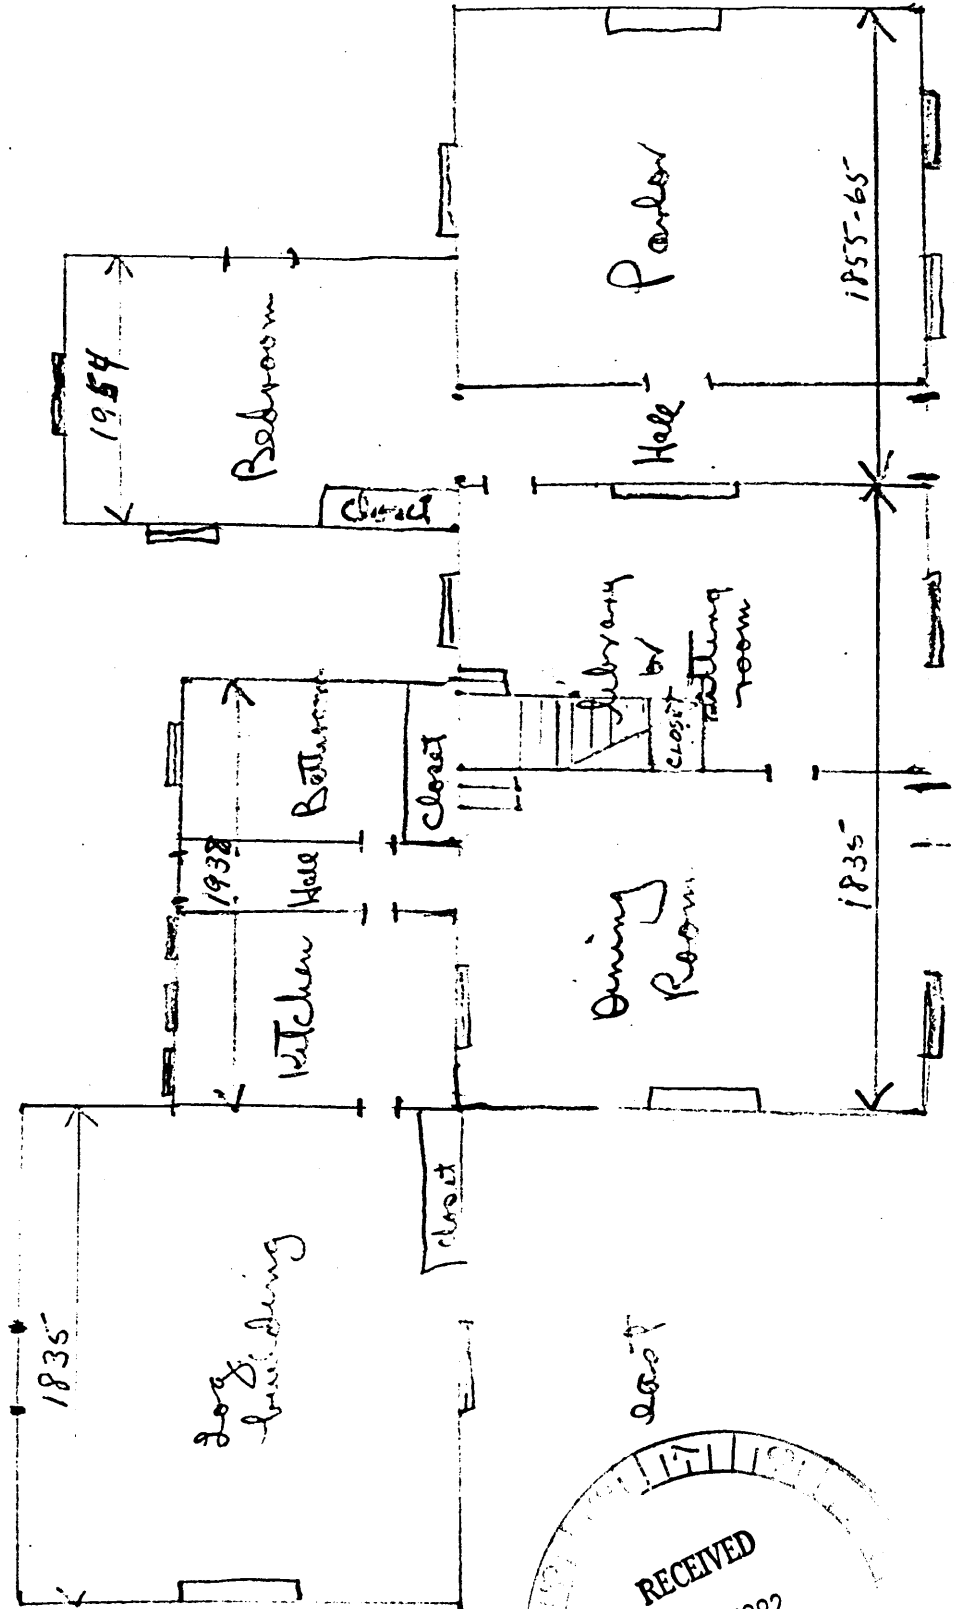 1835
Log
building
Closet
east
Kitchen
Hall
1938
Bathroom
Closet
Dining
Room
1835
Library
or
sitting
room
CLOSET
1954
Bedroom
Closet
Hall
Parlor
1855-65
RECEIVED